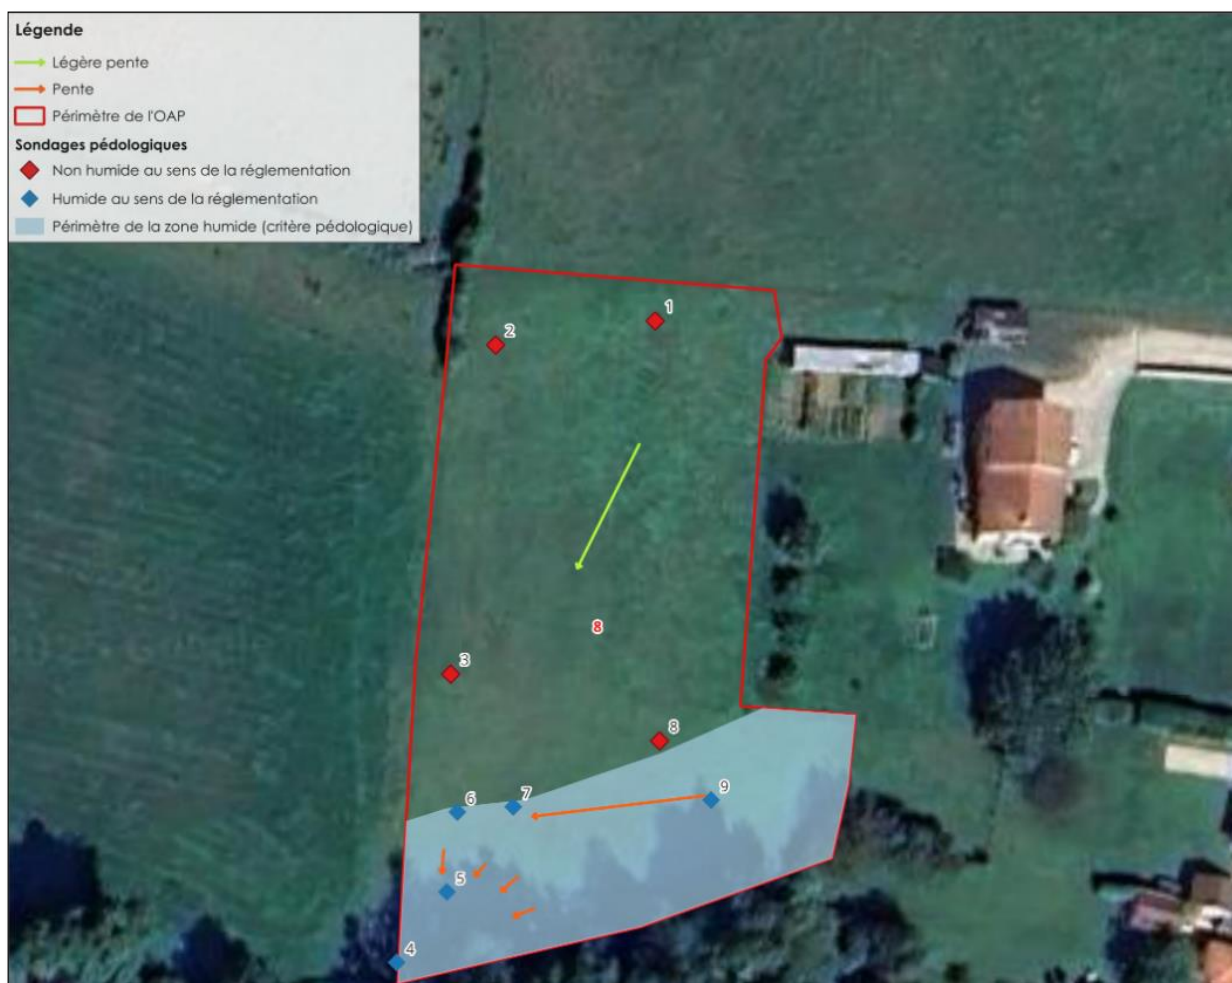 Légende
Légère pente
Pente
Périmètre de l'OAP
Sondages pédologiques
Non humide au sens de la réglementation
Humide au sens de la réglementation
Périmètre de la zone humide (critère pédologique)
1
2
8
3
8
9
7
6
5
4